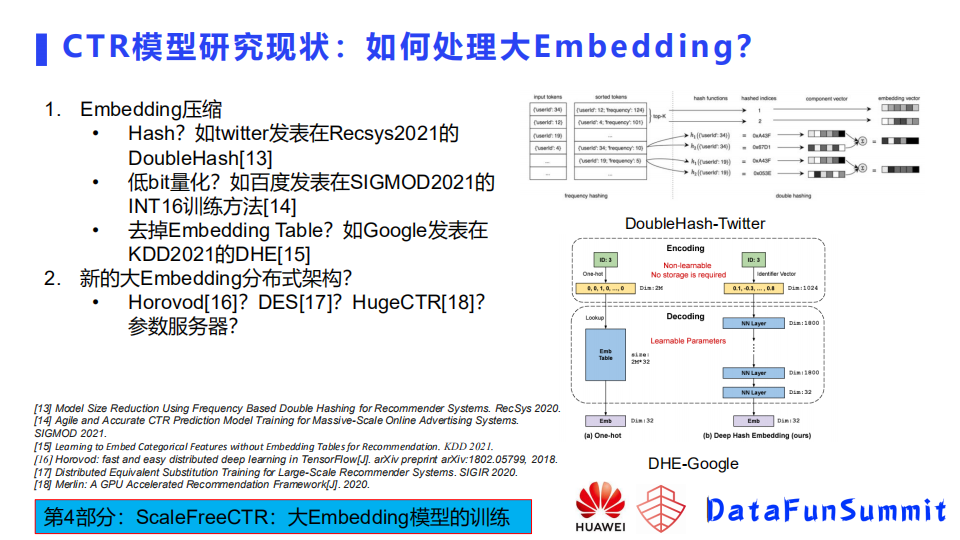 CTR模型研究现状：如何处理大Embedding？
1. Embedding压缩
• Hash？如twitter发表在Recsys2021的
DoubleHash[13]
• 低bit量化？如百度发表在SIGMOD2021的
INT16训练方法[14]
• 去掉Embedding Table？如Google发表在
KDD2021的DHE[15]
2. 新的大Embedding分布式架构？
• Horovod[16]？DES[17]？HugeCTR[18]？
参数服务器？
input tokens
sorted tokens
hash functions
hashed indices
component vector
embedding vector
{'userId': 34}
{'userId': 12; 'frequency': 124}
1
{'userId': 12}
{'userId': 4; 'frequency': 101}
top-K
2
{'userId': 19}
...
{'userId': 4}
{'userId': 34; 'frequency': 10}
h₁({'userId': 34}) = 0xA43F
...
{'userId': 19; 'frequency': 5}
h₂({'userId': 34}) = 0x87D1
...
...
h₁({'userId': 19}) = 0xA43F
h₂({'userId': 19}) = 0x053E
Σ
Σ
frequency hashing
double hashing
DoubleHash-Twitter
Encoding
ID: 3
Non-learnable
No storage is required
ID: 3
One-hot
Identifier Vector
0, 0, 1, 0, ..., 0
Dim:2M
0.1, -0.3, ... , 0.8
Dim:1024
Decoding
Lookup
Learnable Parameters
NN Layer
Dim:1800
Emb
Table
size:
2M*32
NN Layer
Dim:1800
NN Layer
Dim:32
Emb
Dim:32
Emb
Dim:32
(a) One-hot
(b) Deep Hash Embedding (ours)
DHE-Google
[13] Model Size Reduction Using Frequency Based Double Hashing for Recommender Systems. RecSys 2020.
[14] Agile and Accurate CTR Prediction Model Training for Massive-Scale Online Advertising Systems.
SIGMOD 2021.
[15] Learning to Embed Categorical Features without Embedding Tables for Recommendation. KDD 2021.
[16] Horovod: fast and easy distributed deep learning in TensorFlow[J]. arXiv preprint arXiv:1802.05799, 2018.
[17] Distributed Equivalent Substitution Training for Large-Scale Recommender Systems. SIGIR 2020.
[18] Merlin: A GPU Accelerated Recommendation Framework[J]. 2020.
第4部分：ScaleFreeCTR：大Embedding模型的训练
HUAWEI
DataFunSummit